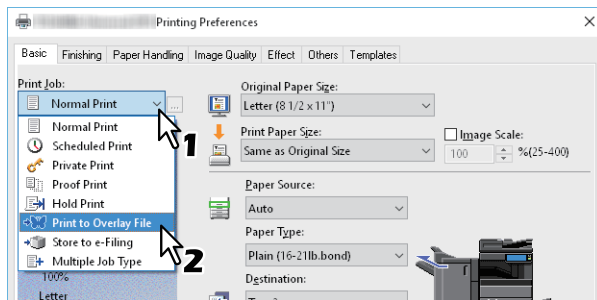 Printing Preferences
Basic Finishing Paper Handling Image Quality Effect Others Templates
Print Job:
Normal Print
...
Normal Print
Scheduled Print
Private Print
Proof Print
Hold Print
Print to Overlay File
Store to e-Filing
Multiple Job Type
100%
Letter
1
2
Original Paper Size:
Letter (8 1/2 x 11")
Print Paper Size:
Same as Original Size
Image Scale:
100 %(25-400)
Paper Source:
Auto
Paper Type:
Plain (16-21lb.bond)
Destination: